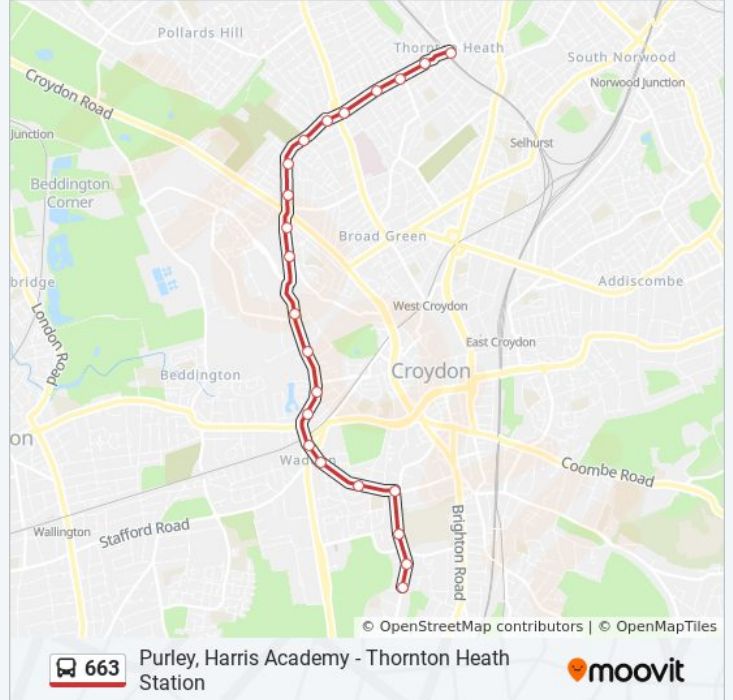 Pollards Hill
Thornton Heath
South Norwood
Norwood Junction
Croydon Road
Junction
Selhurst
Beddington
Corner
Broad Green
bridge
Addiscombe
London Road
West Croydon
East Croydon
Beddington
Croydon
on
Waddon
Coombe Road
Wallington
Stafford Road
Brighton Road
© OpenStreetMap contributors | © OpenMapTiles
663
Purley, Harris Academy - Thornton Heath
Station
moovit